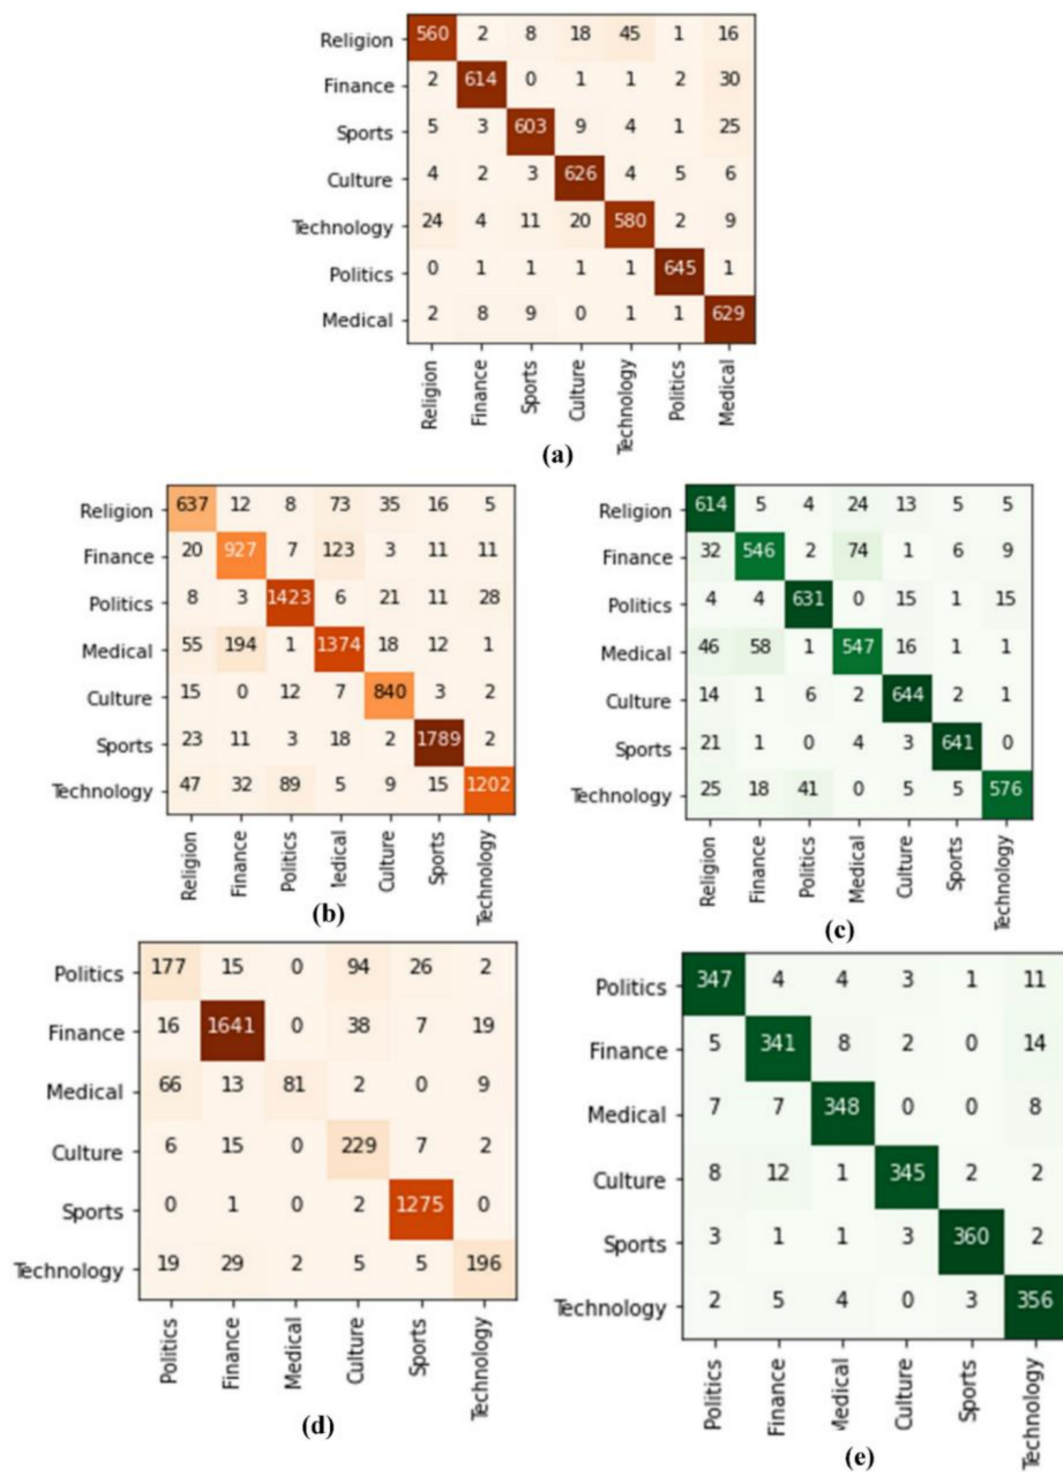 Religion 560 2 8 18 45 1 16
Finance 2 614 0 1 1 2 30
Sports 5 3 603 9 4 1 25
Culture 4 2 3 626 4 5 6
Technology 24 4 11 20 580 2 9
Politics 0 1 1 1 1 645 1
Medical 2 8 9 0 1 1 629
Religion Finance Sports Culture Technology Politics Medical
(a)
Religion 637 12 8 73 35 16 5
Finance 20 927 7 123 3 11 11
Politics 8 3 1423 6 21 11 28
Medical 55 194 1 1374 18 12 1
Culture 15 0 12 7 840 3 2
Sports 23 11 3 18 2 1789 2
Technology 47 32 89 5 9 15 1202
Religion Finance Politics ledical Culture Sports Technology
(b)
Religion 614 5 4 24 13 5 5
Finance 32 546 2 74 1 6 9
Politics 4 4 631 0 15 1 15
Medical 46 58 1 547 16 1 1
Culture 14 1 6 2 644 2 1
Sports 21 1 0 4 3 641 0
Technology 25 18 41 0 5 5 576
Religion Finance Politics Medical Culture Sports Technology
(c)
Politics 177 15 0 94 26 2
Finance 16 1641 0 38 7 19
Medical 66 13 81 2 0 9
Culture 6 15 0 229 7 2
Sports 0 1 0 2 1275 0
Technology 19 29 2 5 5 196
Politics Finance Medical Culture Sports Technology
(d)
Politics 347 4 4 3 1 11
Finance 5 341 8 2 0 14
Medical 7 7 348 0 0 8
Culture 8 12 1 345 2 2
Sports 3 1 1 3 360 2
Technology 2 5 4 0 3 356
Politics Finance Medical Culture Sports Technology
(e)